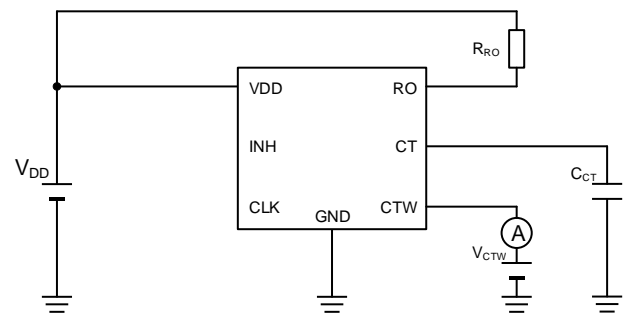 R_RO
VDD RO
INH CT
V_DD
C_CT
CLK CTW
GND
A
V_CTW